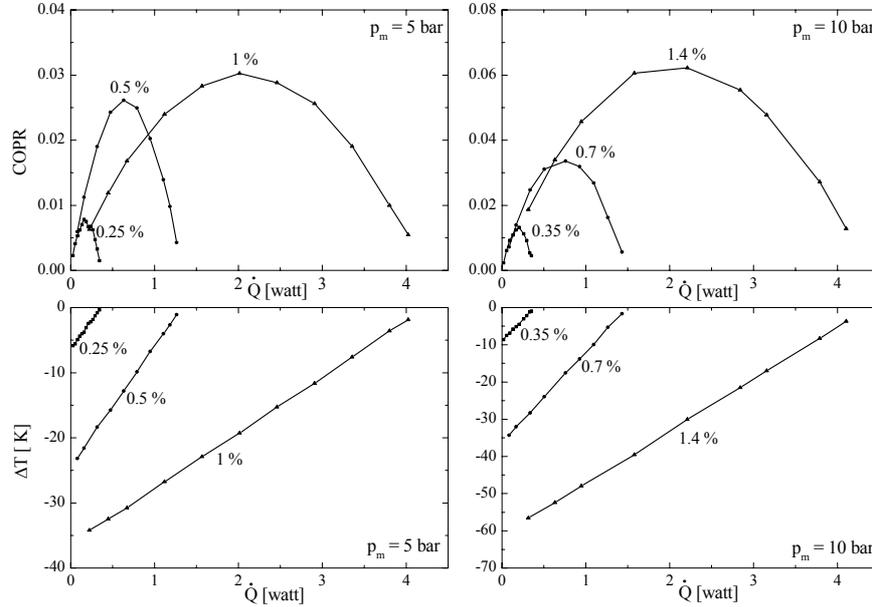 0.04
0.03
0.02
0.01
0.00
COPR
p_m = 5 bar
1 %
0.5 %
0.25 %
0 1 2 3 4
Q̇ [watt]
0.08
0.06
0.04
0.02
0.00
p_m = 10 bar
1.4 %
0.7 %
0.35 %
0 1 2 3 4
Q̇ [watt]
0
-10
-20
-30
-40
ΔT [ K]
0.25 %
0.5 %
1 %
p_m = 5 bar
0 1 2 3 4
Q̇ [watt]
0
-10
-20
-30
-40
-50
-60
-70
0.35 %
0.7 %
1.4 %
p_m = 10 bar
0 1 2 3 4
Q̇ [watt]